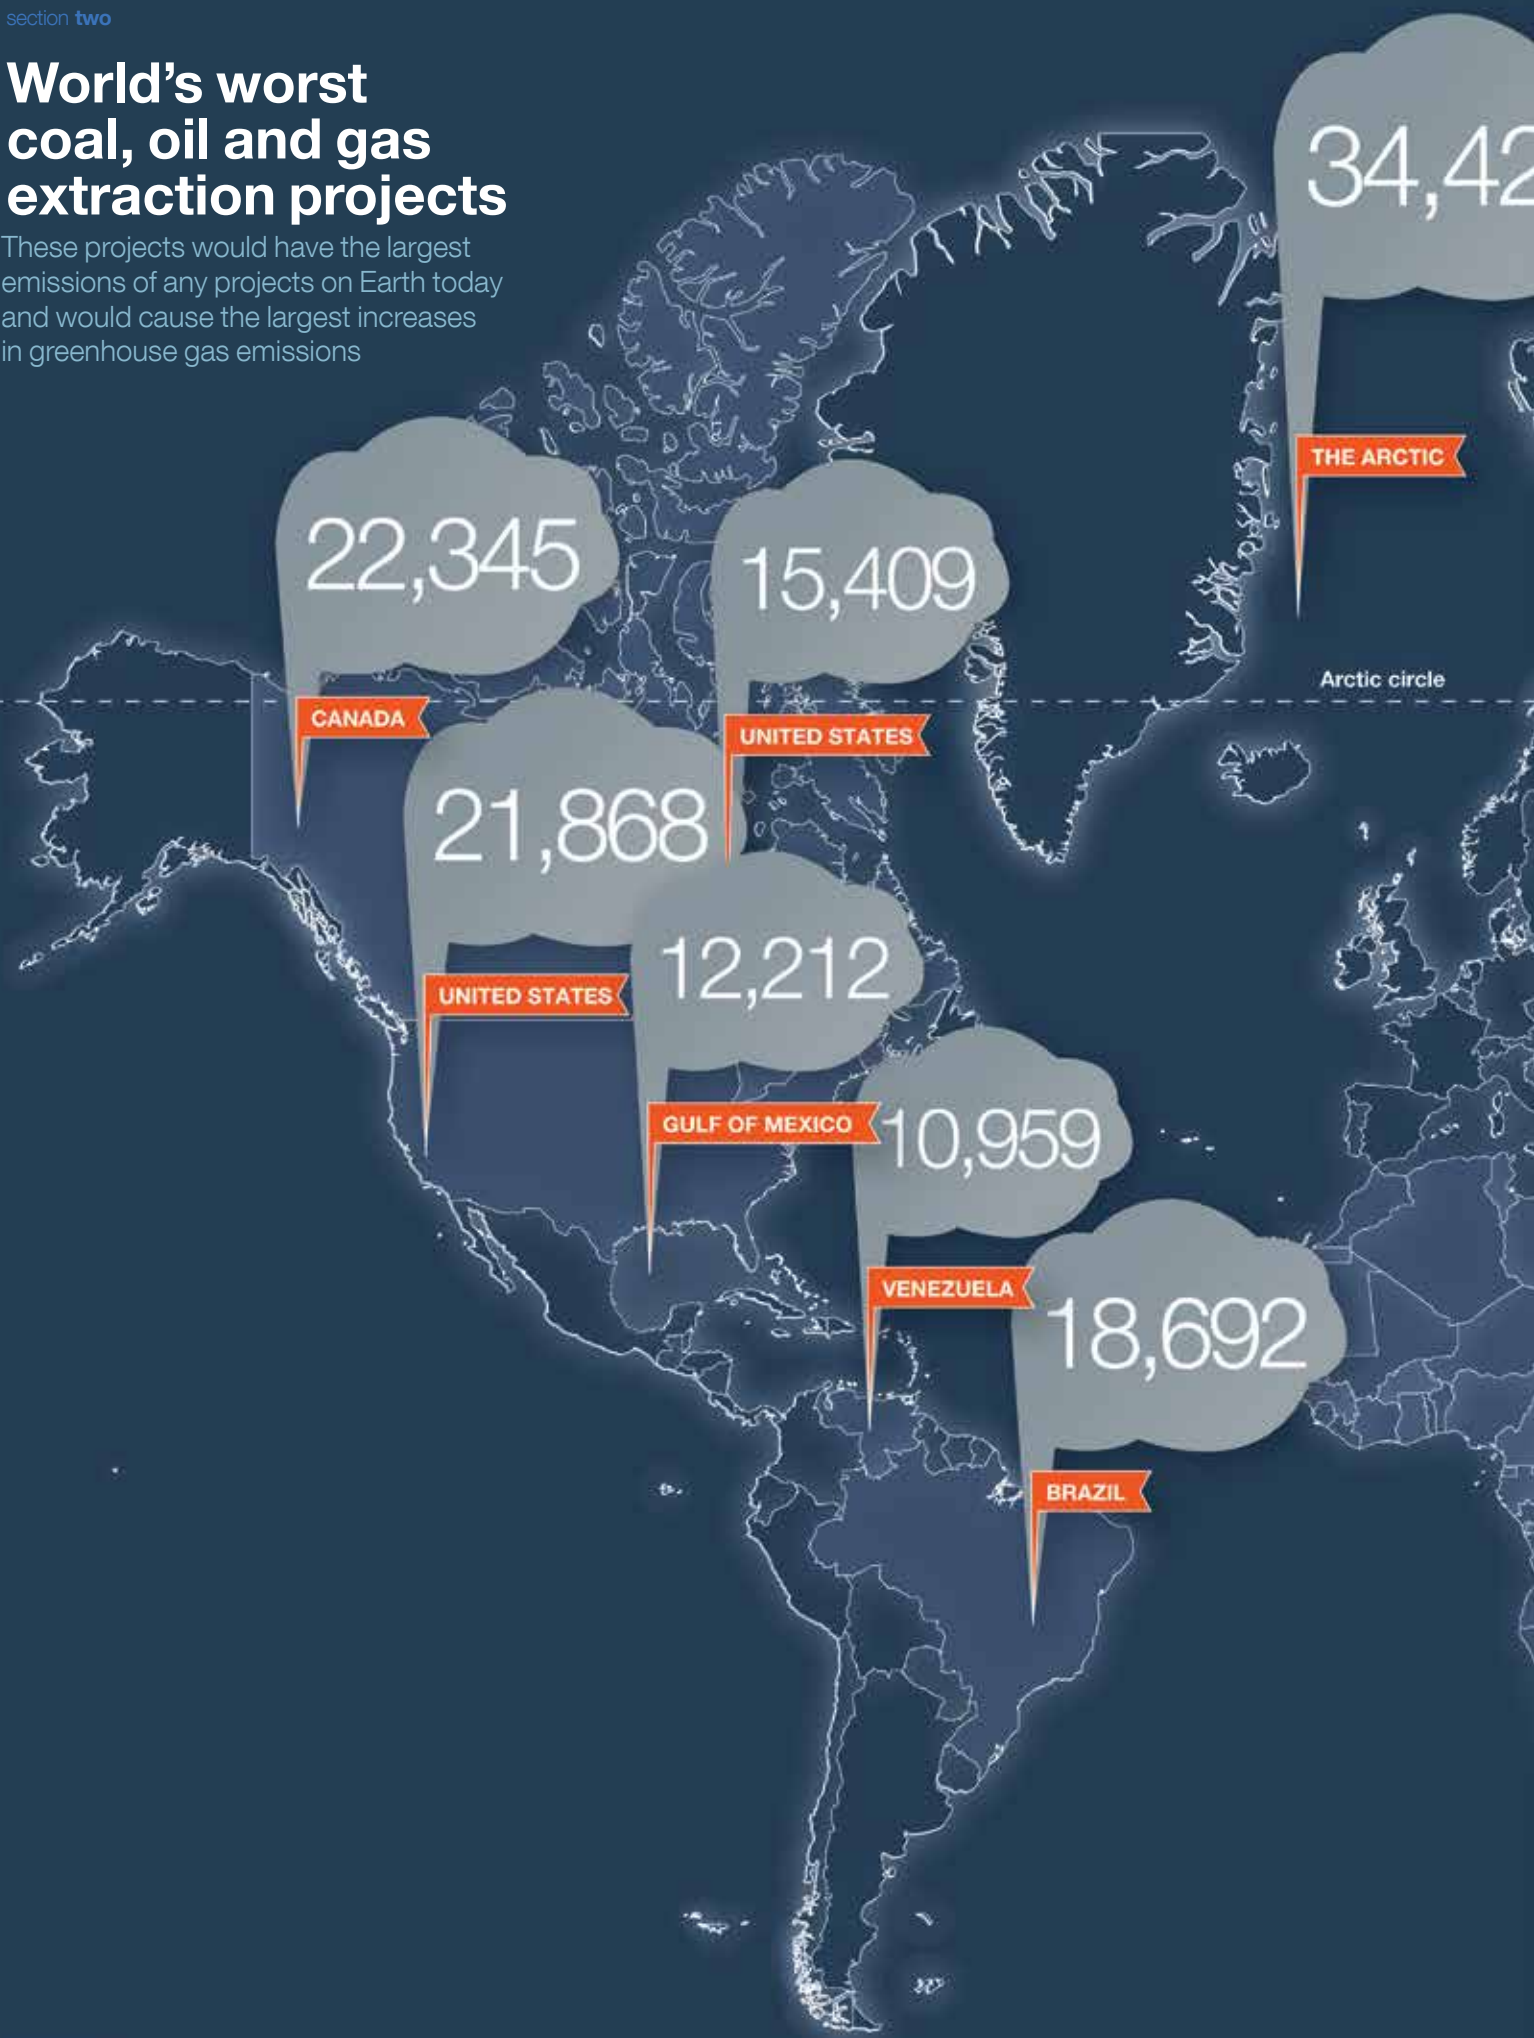 section two
World's worst
coal, oil and gas
extraction projects
These projects would have the largest
emissions of any projects on Earth today
and would cause the largest increases
in greenhouse gas emissions
34,42
THE ARCTIC
22,345
CANADA
15,409
UNITED STATES
Arctic circle
21,868
UNITED STATES
12,212
GULF OF MEXICO
10,959
VENEZUELA
18,692
BRAZIL